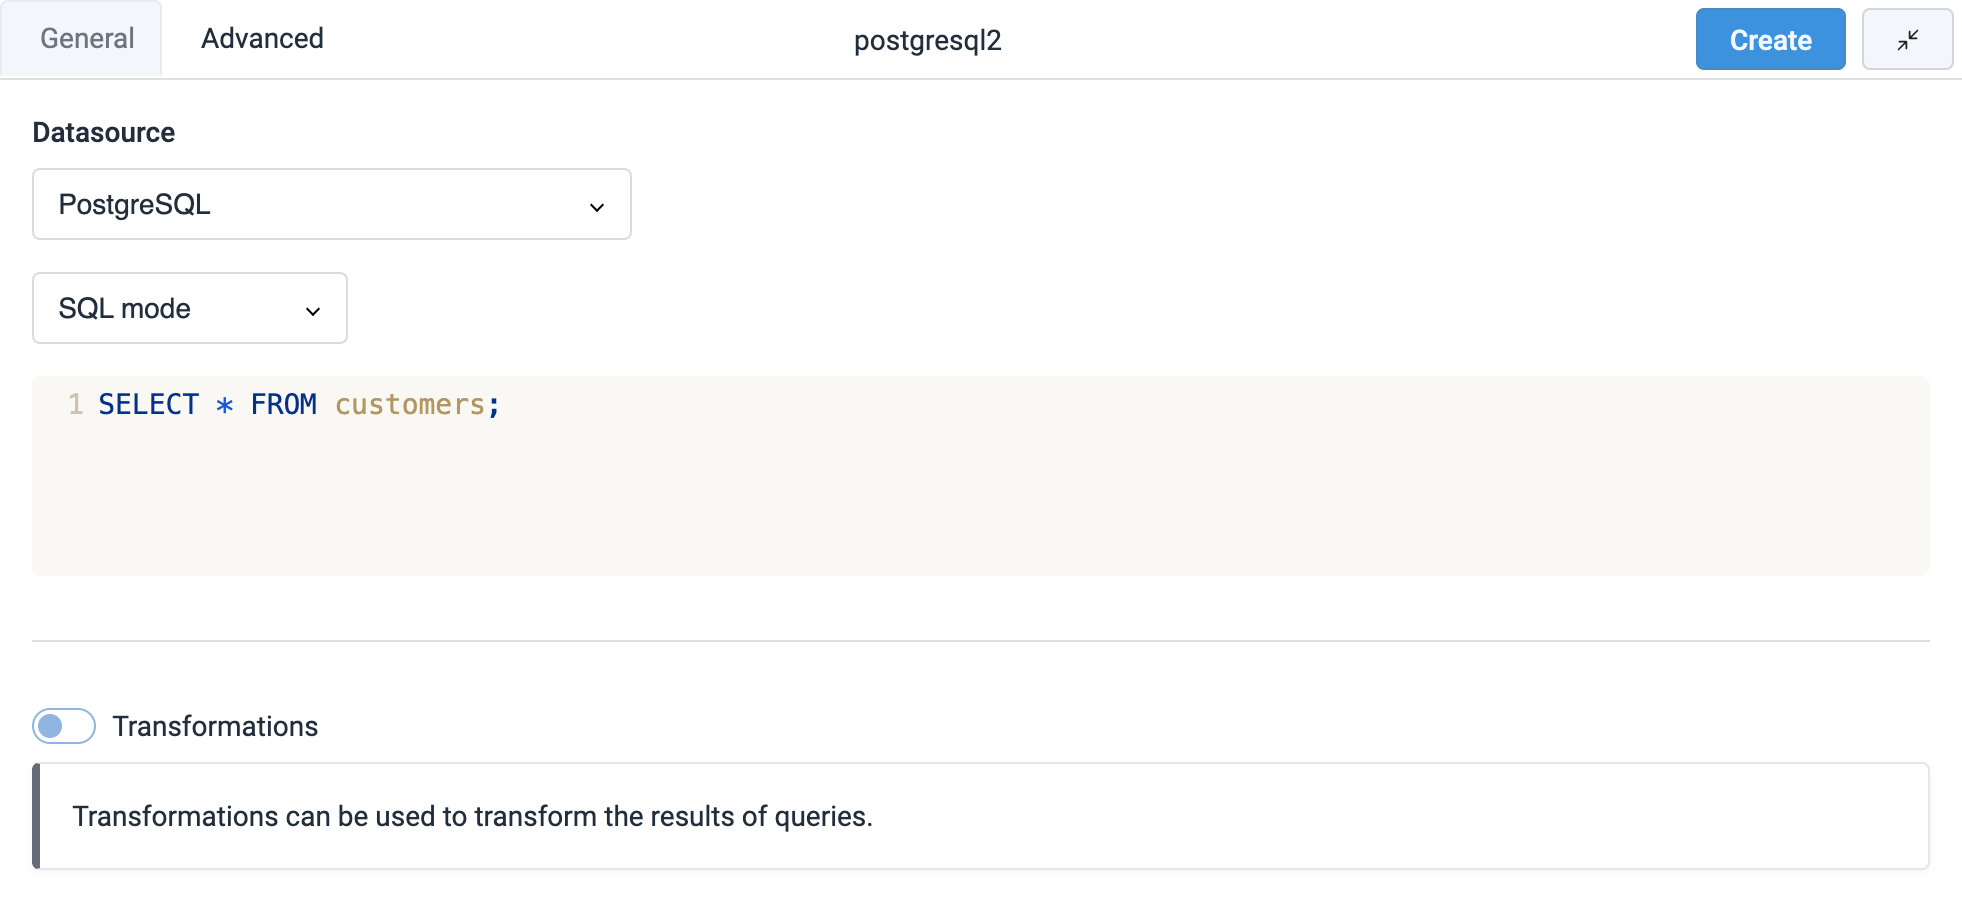 General Advanced postgresql2 Create
Datasource
PostgreSQL
SQL mode
1 SELECT * FROM customers;
Transformations
Transformations can be used to transform the results of queries.